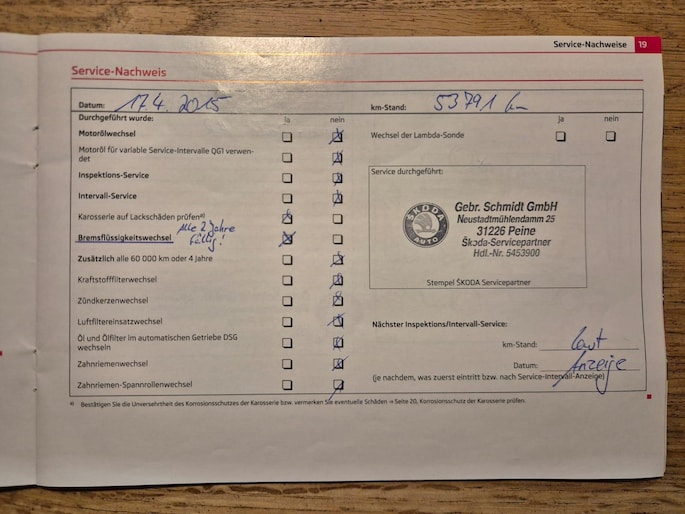 Service-Nachweise 19
Service-Nachweis
Datum: 17.4.2015 km-Stand: 53791 km
Durchgeführt wurde: ja nein ja nein
Motorölwechsel
Wechsel der Lambda-Sonde
Motoröl für variable Service-Intervalle QG1 verwen-
det
Inspektions-Service
Intervall-Service
Karosserie auf Lackschäden prüfen a)
Bremsflüssigkeitswechsel Alle 2 Jahre
fällig!
Zusätzlich alle 60 000 km oder 4 Jahre
Kraftstofffilterwechsel
Zündkerzenwechsel
Luftfiltereinsatzwechsel
Öl und Ölfilter im automatischen Getriebe DSG
wechseln
Zahnriemenwechsel
Zahnriemen-Spannrollenwechsel
Service durchgeführt:
ŠKODA
AUTO
Gebr. Schmidt GmbH
Neustadtmühlendamm 25
31226 Peine
Škoda-Servicepartner
Hdl.-Nr. 5453900
Stempel ŠKODA Servicepartner
Nächster Inspektions/Intervall-Service:
km-Stand: laut
Datum: Anzeige
(je nachdem, was zuerst eintritt bzw. nach Service-Intervall-Anzeige)
a) Bestätigen Sie die Unversehrtheit des Korrosionsschutzes der Karosserie bzw. vermerken Sie eventuelle Schäden → Seite 20, Korrosionsschutz der Karosserie prüfen.